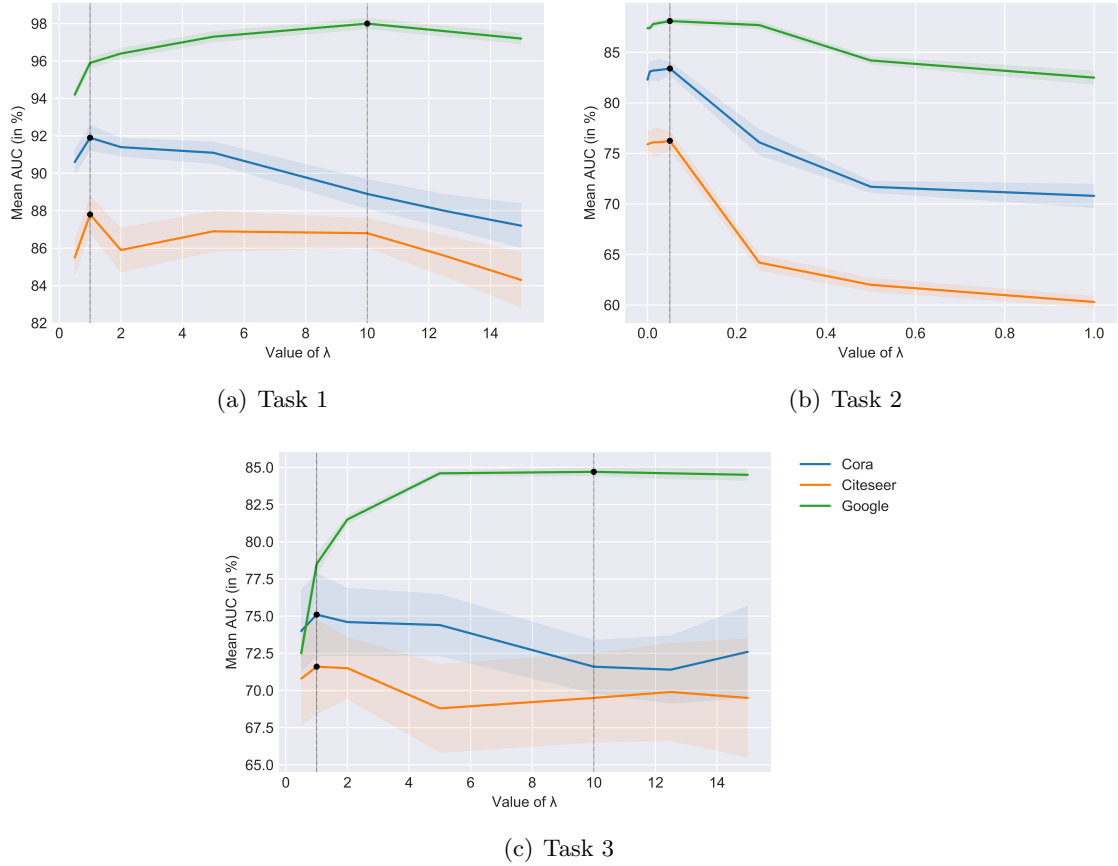 98
96
94
92
90
88
86
84
82
Mean AUC (in %)
0 2 4 6 8 10 12 14
Value of λ
(a) Task 1
85
80
75
70
65
60
Mean AUC (in %)
0.0 0.2 0.4 0.6 0.8 1.0
Value of λ
(b) Task 2
85.0
82.5
80.0
77.5
75.0
72.5
70.0
67.5
65.0
Mean AUC (in %)
0 2 4 6 8 10 12 14
Value of λ
Cora
Citeseer
Google
(c) Task 3